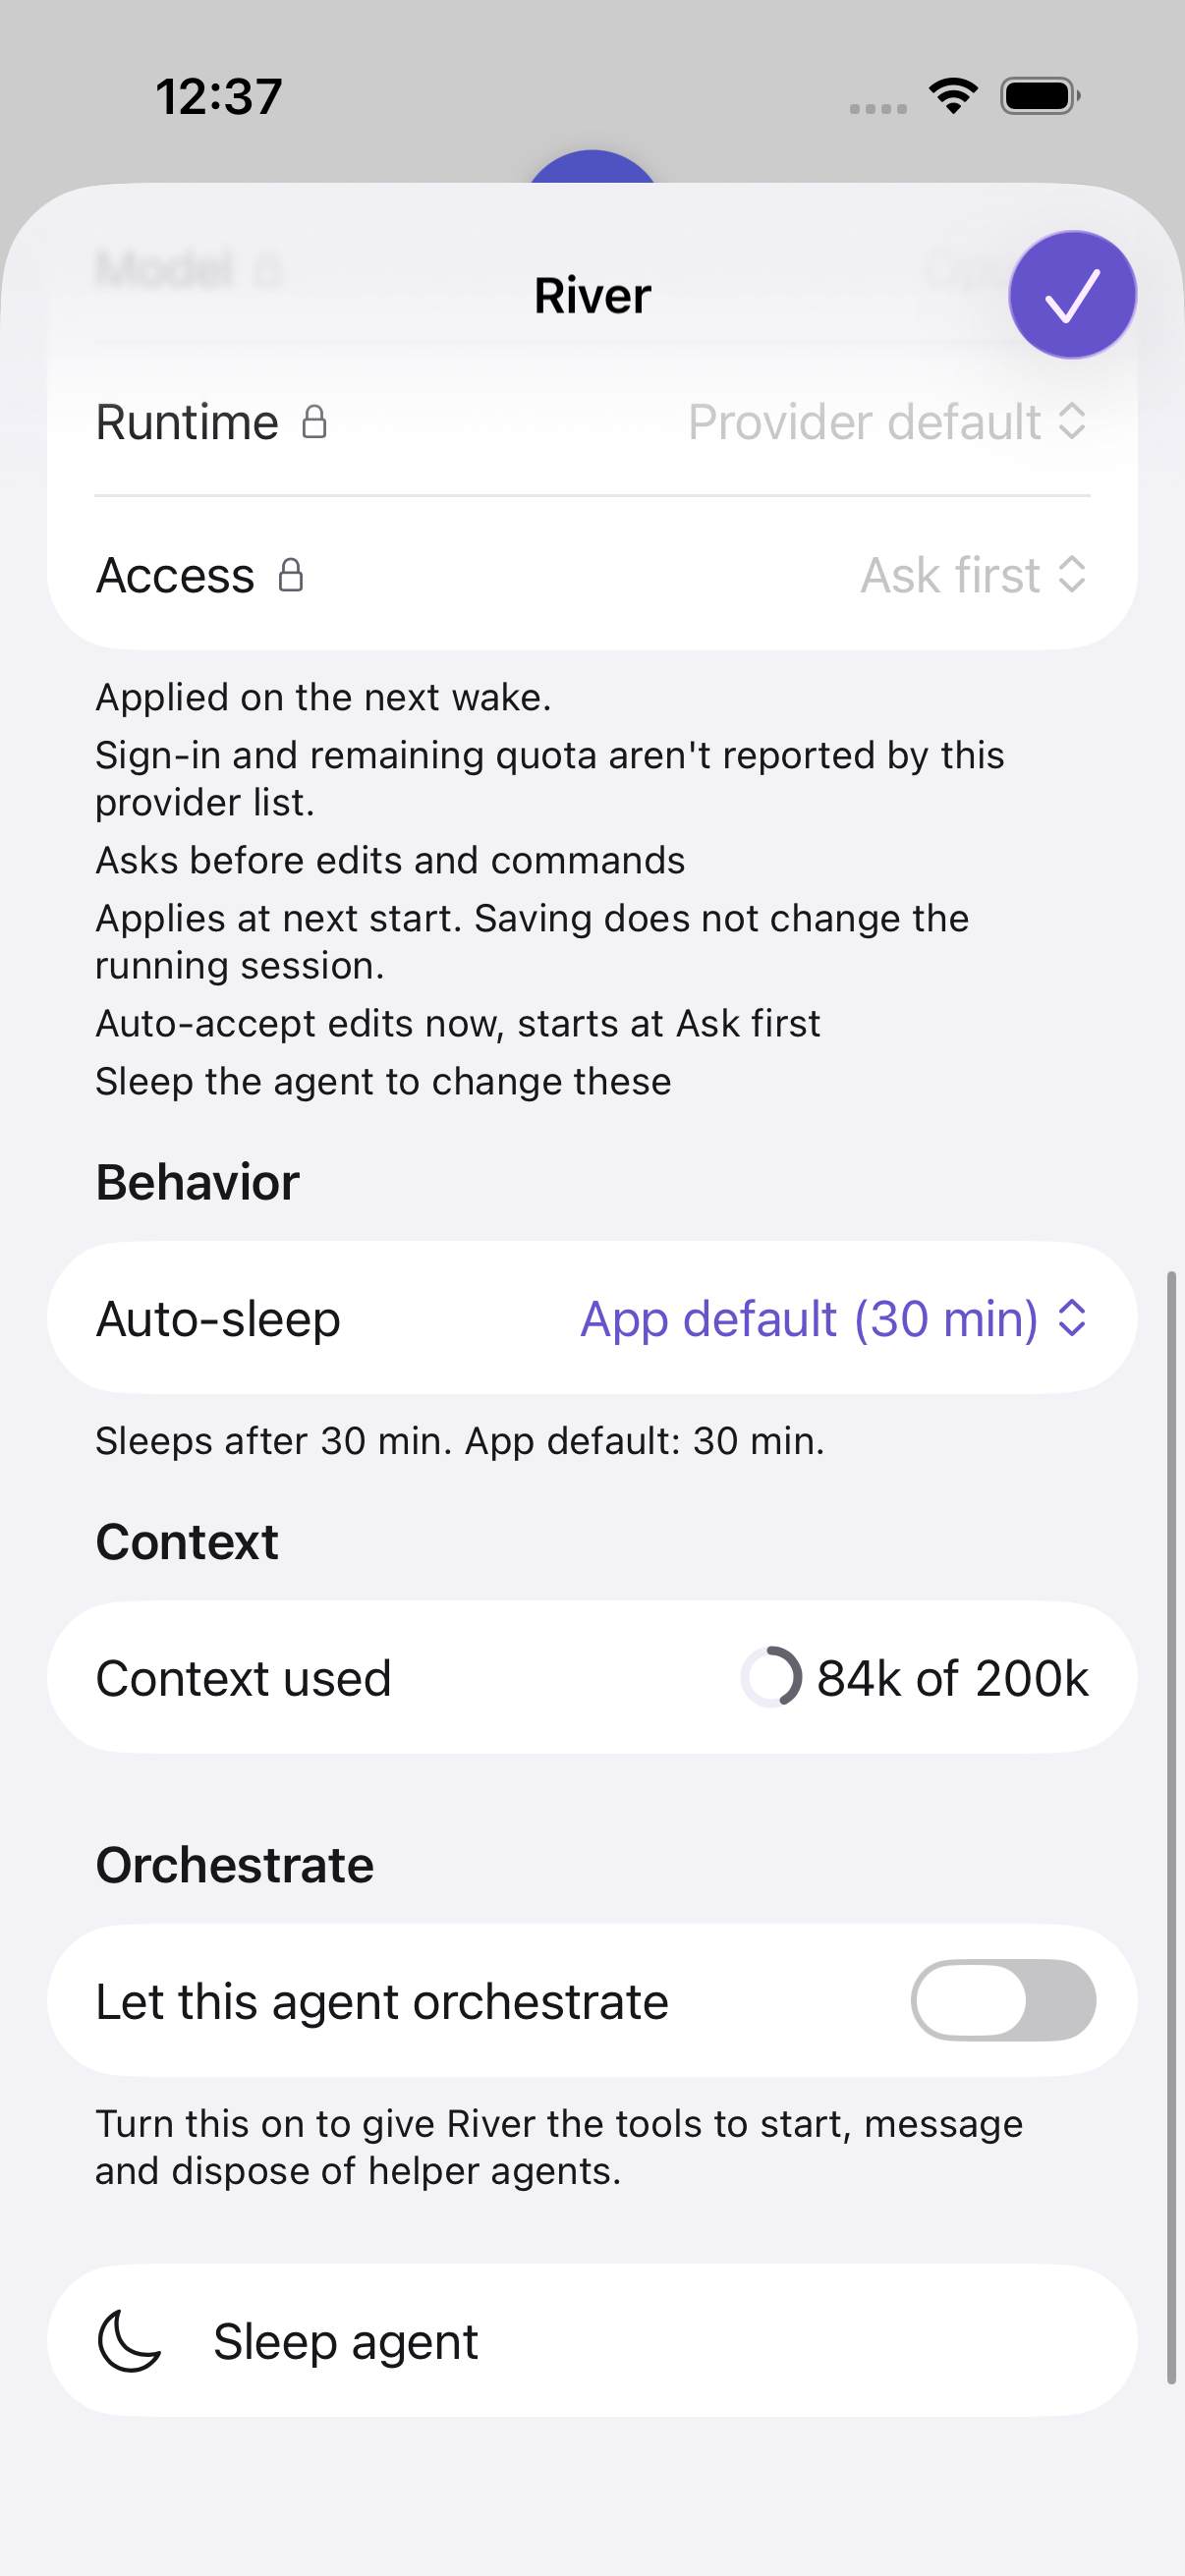 12:37
Model
River
Runtime
Provider default
Access
Ask first
Applied on the next wake.
Sign-in and remaining quota aren't reported by this
provider list.
Asks before edits and commands
Applies at next start. Saving does not change the
running session.
Auto-accept edits now, starts at Ask first
Sleep the agent to change these
Behavior
Auto-sleep
App default (30 min)
Sleeps after 30 min. App default: 30 min.
Context
Context used
84k of 200k
Orchestrate
Let this agent orchestrate
Turn this on to give River the tools to start, message
and dispose of helper agents.
Sleep agent